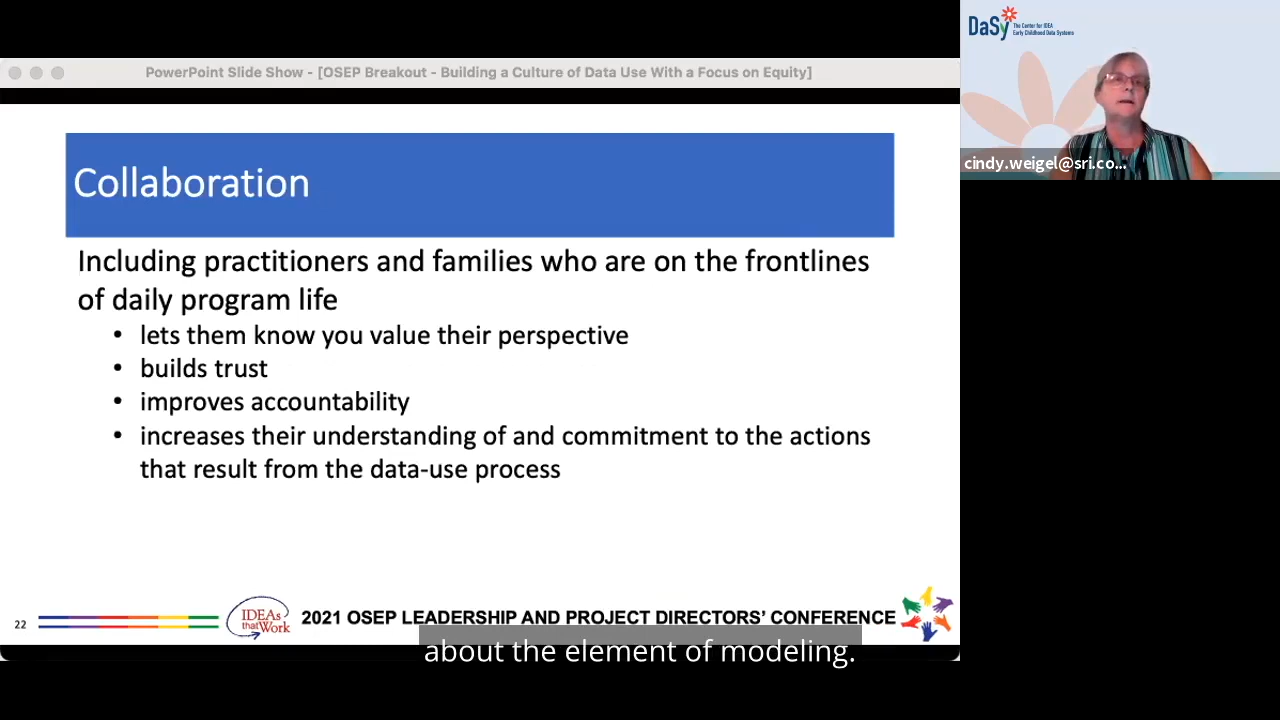 PowerPoint Slide Show - [OSEP Breakout - Building a Culture of Data Use With a Focus on Equity]
DaSy The Center for IDEA
Early Childhood Data Systems
cindy.weigel@sri.co...
Collaboration
Including practitioners and families who are on the frontlines
of daily program life
• lets them know you value their perspective
• builds trust
• improves accountability
• increases their understanding of and commitment to the actions
that result from the data-use process
22
IDEAs
that Work
2021 OSEP LEADERSHIP AND PROJECT DIRECTORS’ CONFERENCE
about the element of modeling.